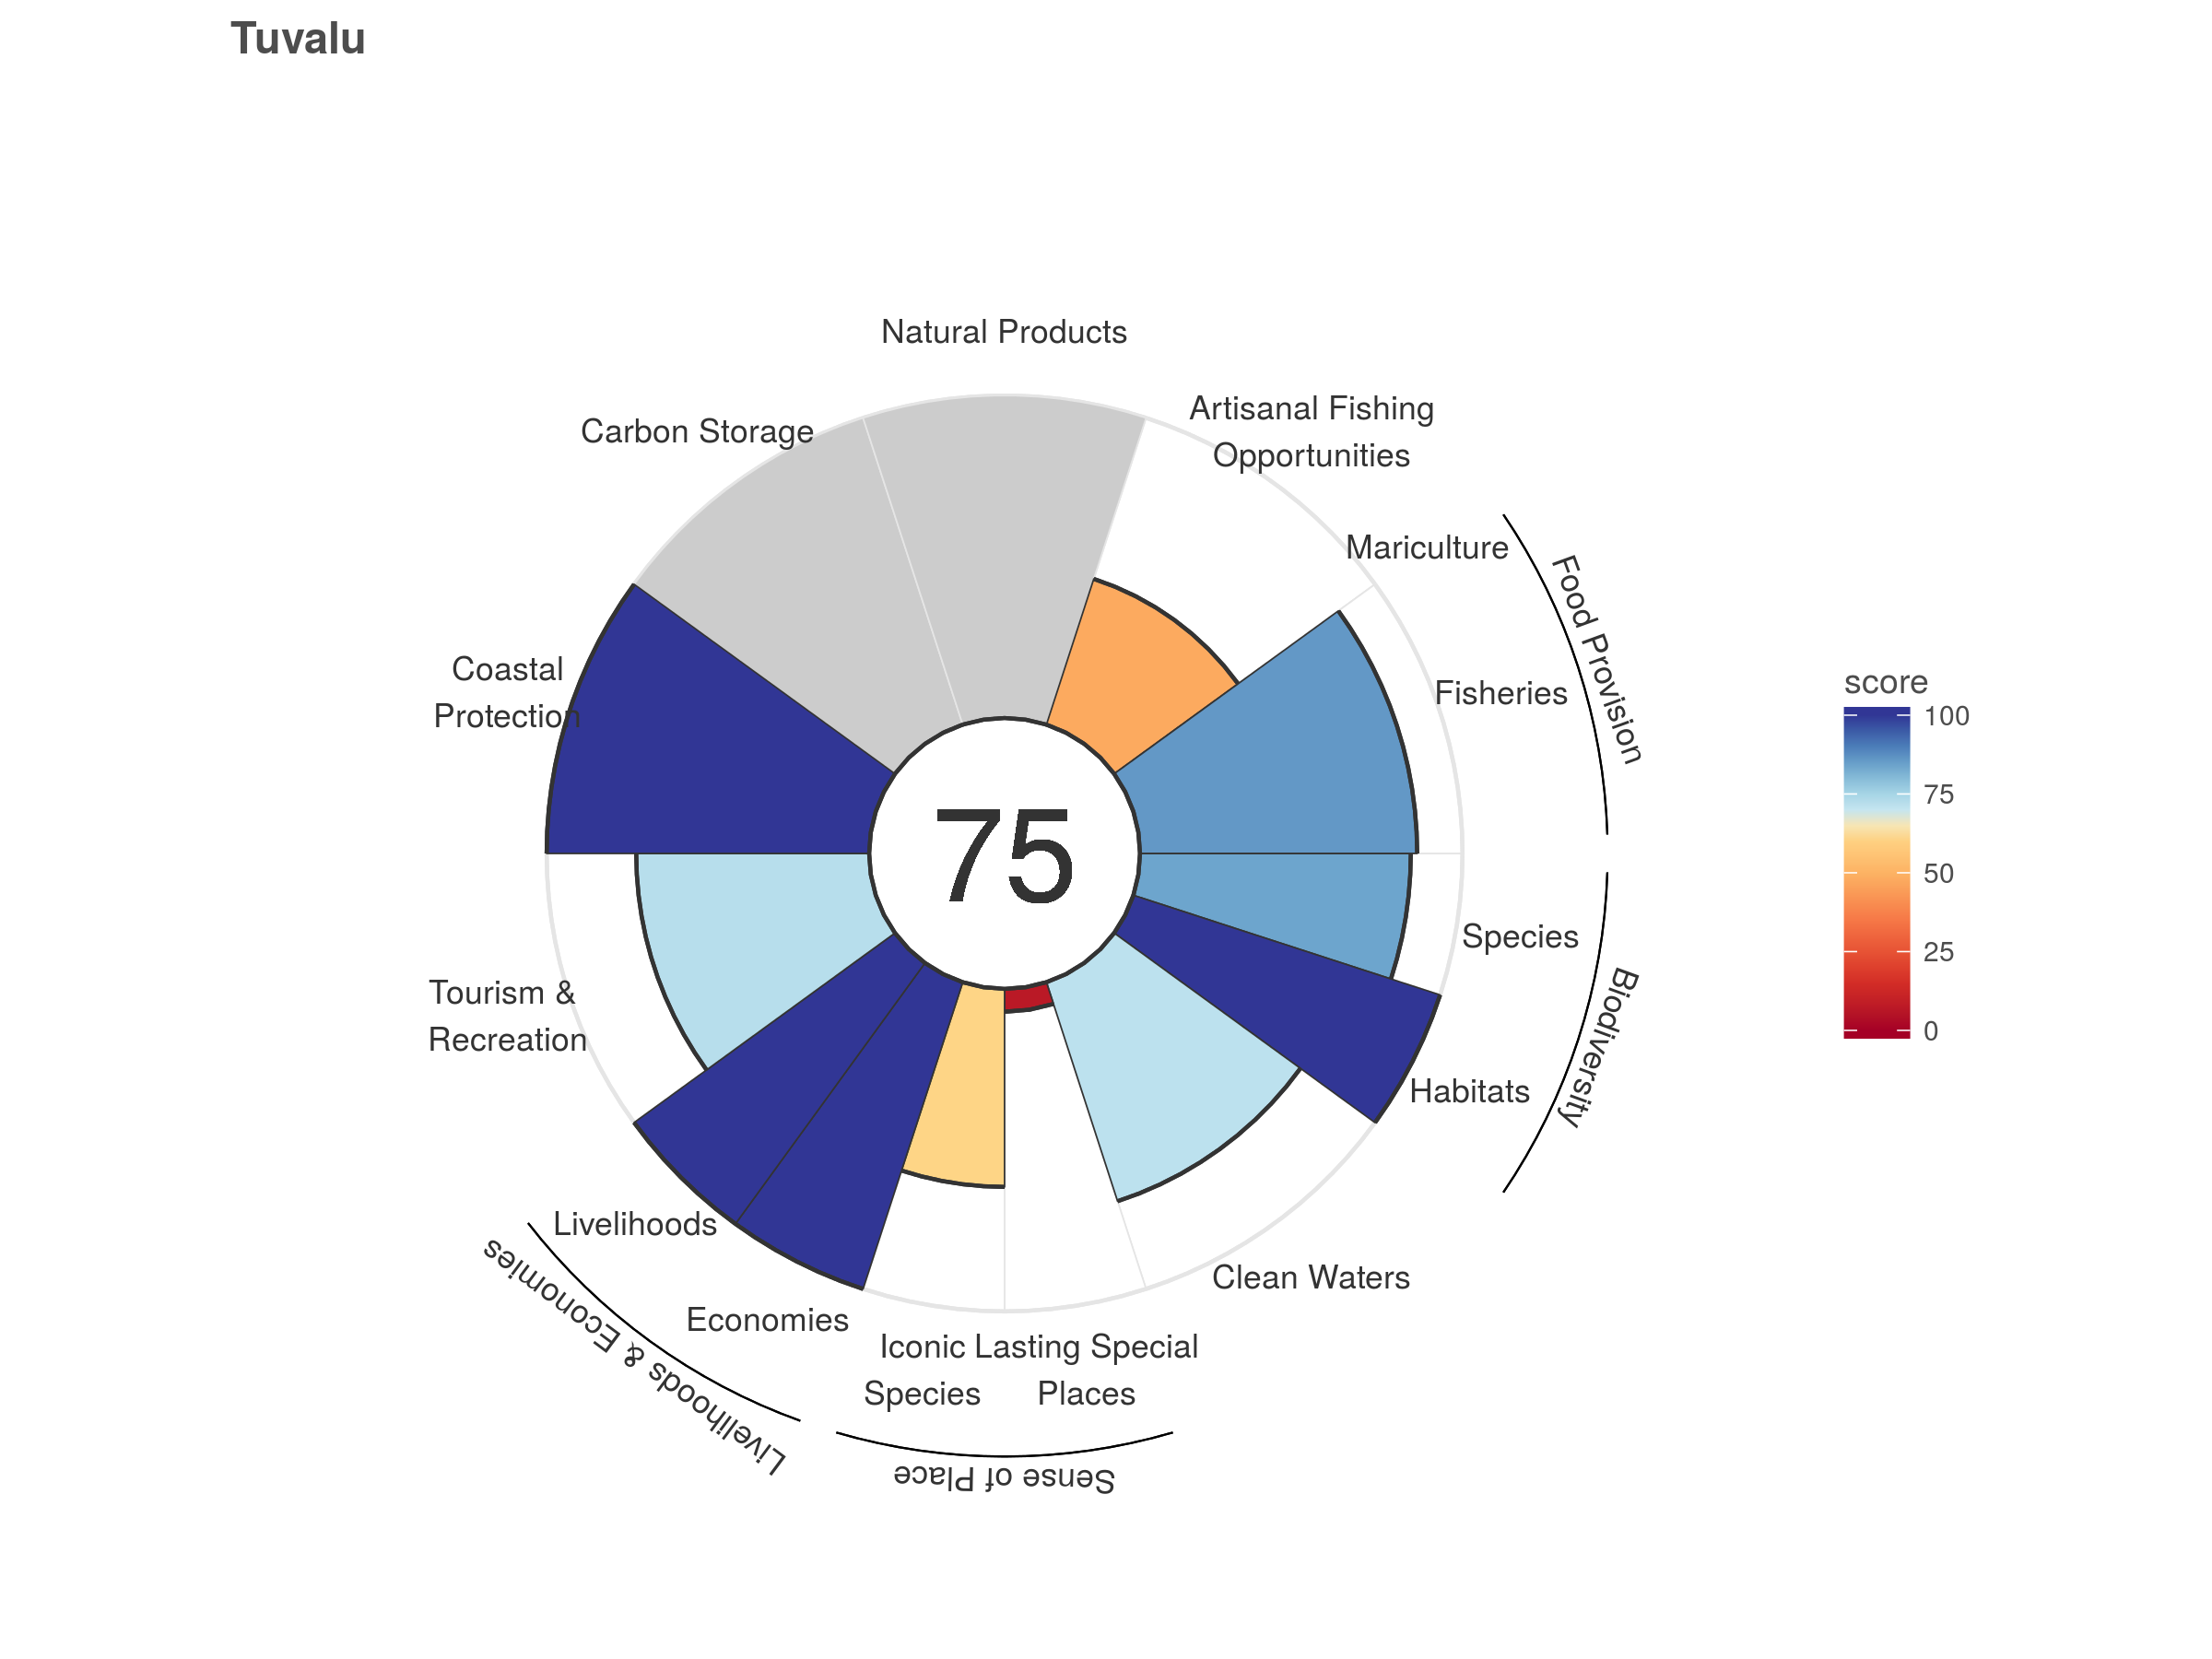 Tuvalu
Natural Products
Artisanal Fishing
Opportunities
Carbon Storage
Mariculture
Food Provision
Fisheries
Coastal
Protection
score
100
75
50
25
0
75
Species
Biodiversity
Habitats
Tourism &
Recreation
Livelihoods
Clean Waters
Economies
Livelihoods & Economies
Iconic
Species
Lasting Special
Places
Sense of Place